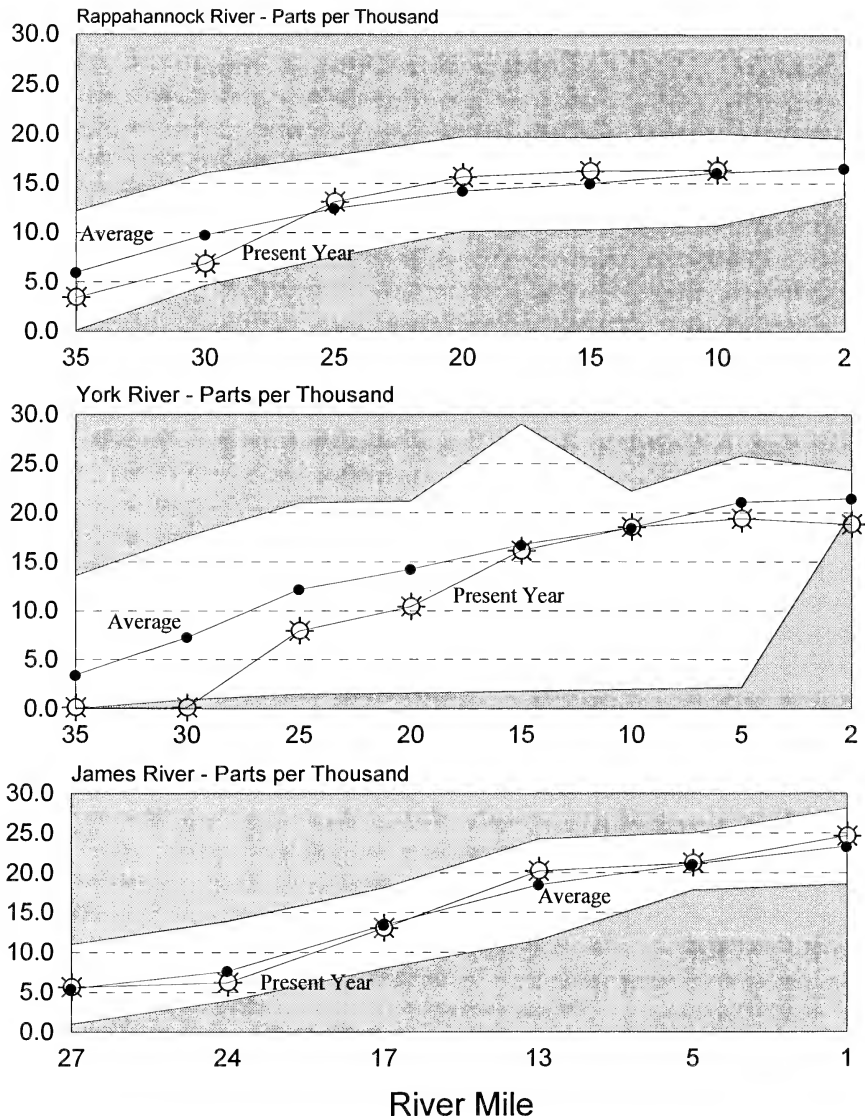 Rappahannock River - Parts per Thousand
30.0
25.0
20.0
15.0
10.0
5.0
0.0
Average
Present Year
35 30 25 20 15 10 2
York River - Parts per Thousand
30.0
25.0
20.0
15.0
10.0
5.0
0.0
Average
Present Year
35 30 25 20 15 10 5 2
James River - Parts per Thousand
30.0
25.0
20.0
15.0
10.0
5.0
0.0
Average
Present Year
27 24 17 13 5 1
River Mile